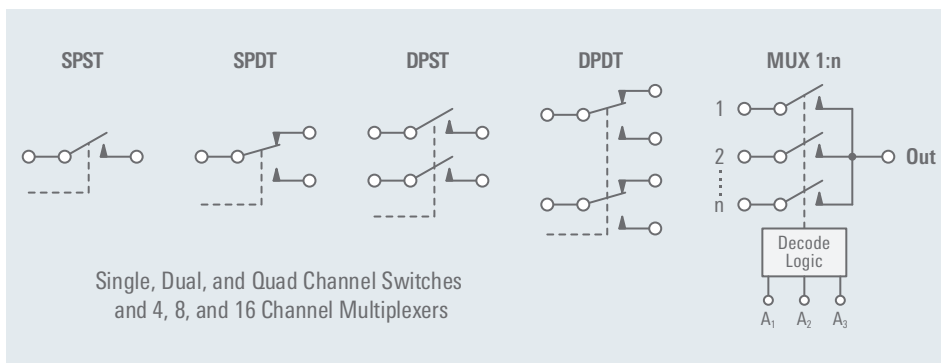 SPST
SPDT
DPST
DPDT
MUX 1:n
1
2
n
Out
Decode
Logic
A₁
A₂
A₃
Single, Dual, and Quad Channel Switches
and 4, 8, and 16 Channel Multiplexers